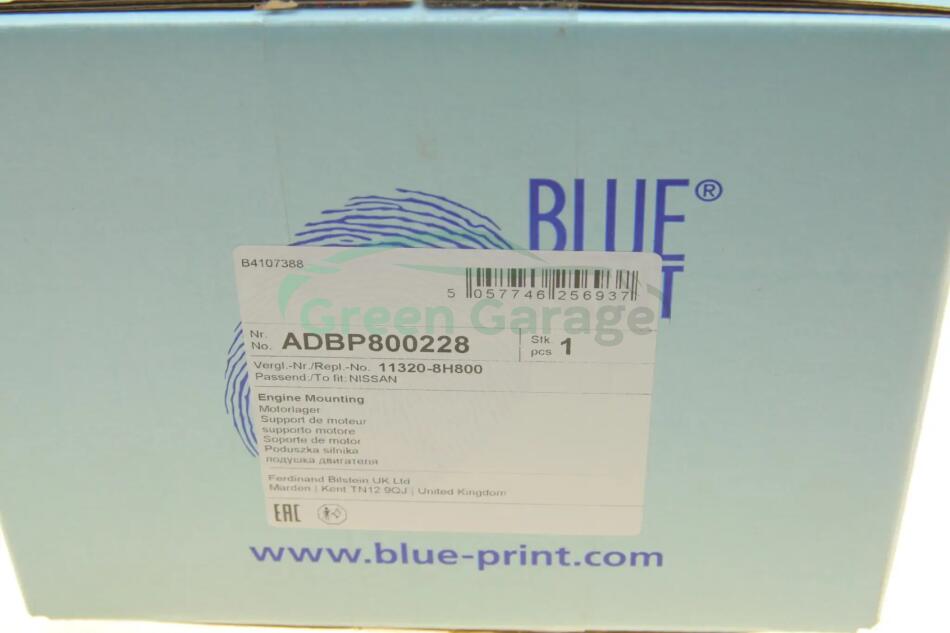 BLUE®
B4107388
5 057746 256937
Green Garage
Nr.
No. ADBP800228
Stk.
pcs 1
Vergl.-Nr./Repl.-No. 11320-8H800
Passend:/To fit: NISSAN
Engine Mounting
Motorlager
Support de moteur
supporto motore
Soporte de motor
Poduszka silnika
подушка двигателя
Ferdinand Bilstein UK Ltd
Marden | Kent TN12 9QJ | United Kingdom
EAC
www.blue-print.com